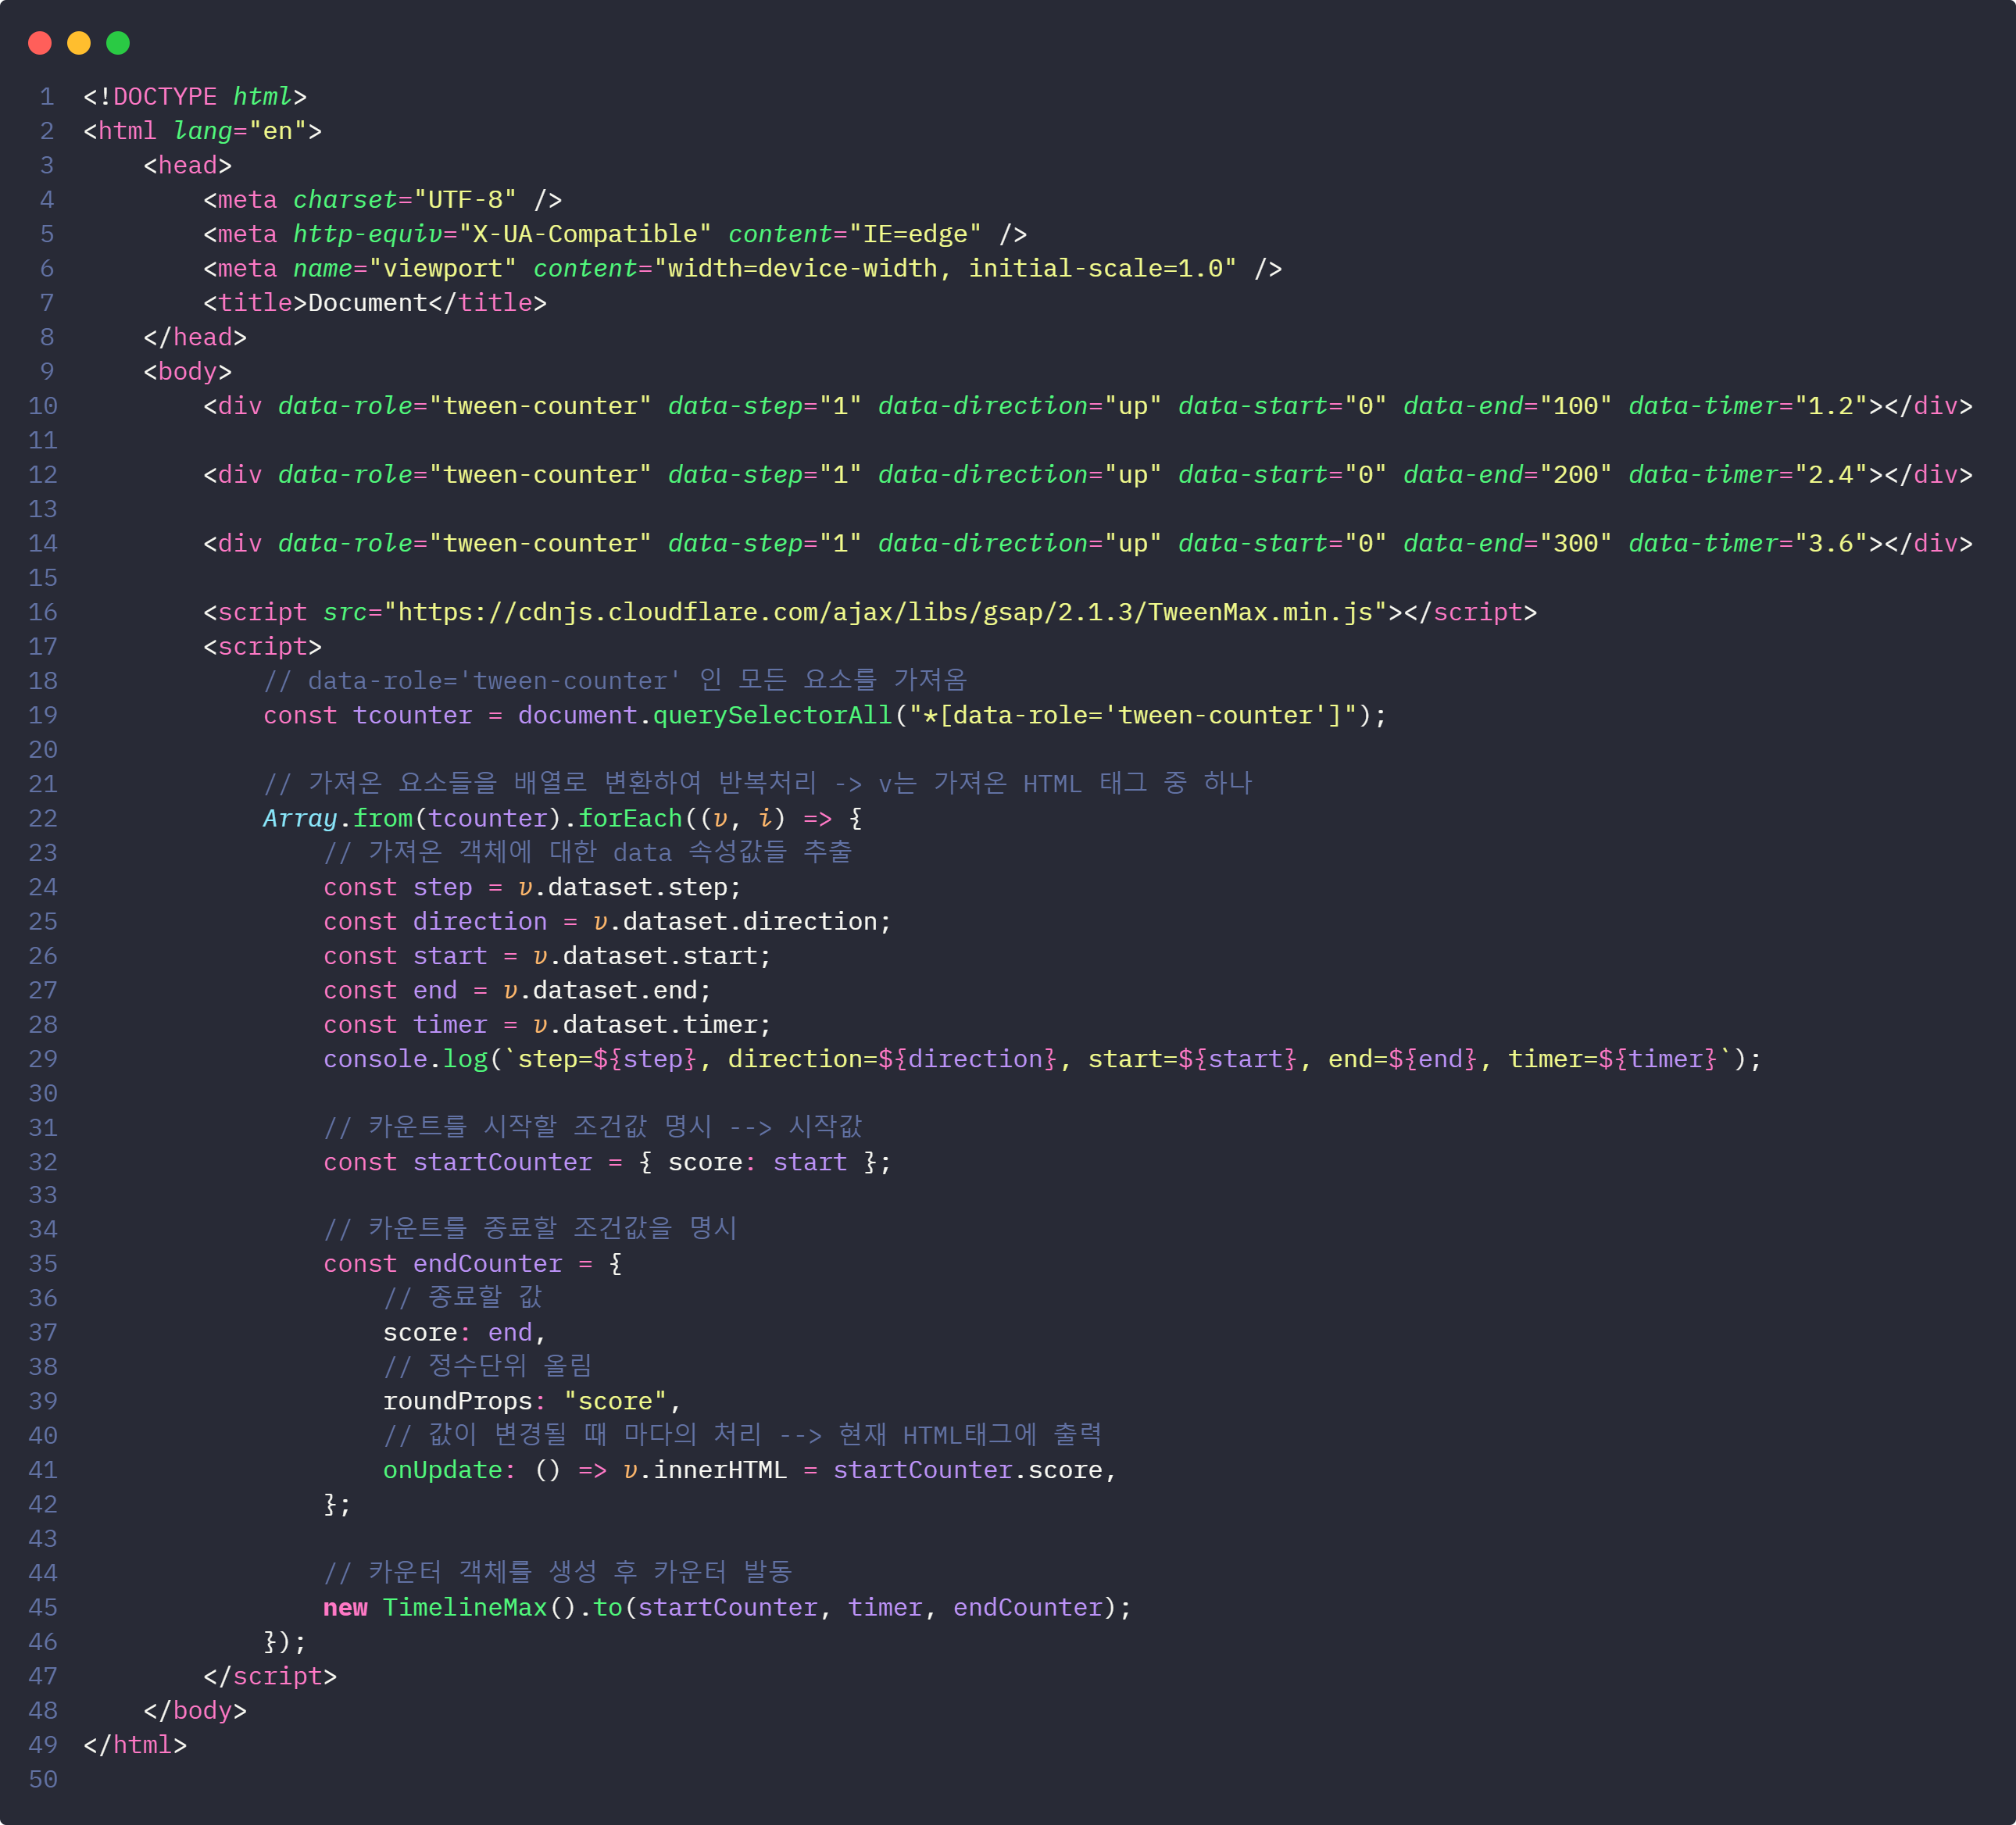 1 <!DOCTYPE html>
2 <html lang="en">
3     <head>
4         <meta charset="UTF-8" />
5         <meta http-equiv="X-UA-Compatible" content="IE=edge" />
6         <meta name="viewport" content="width=device-width, initial-scale=1.0" />
7         <title>Document</title>
8     </head>
9     <body>
10         <div data-role="tween-counter" data-step="1" data-direction="up" data-start="0" data-end="100" data-timer="1.2"></div>
11
12         <div data-role="tween-counter" data-step="1" data-direction="up" data-start="0" data-end="200" data-timer="2.4"></div>
13
14         <div data-role="tween-counter" data-step="1" data-direction="up" data-start="0" data-end="300" data-timer="3.6"></div>
15
16         <script src="https://cdnjs.cloudflare.com/ajax/libs/gsap/2.1.3/TweenMax.min.js"></script>
17         <script>
18             // data-role='tween-counter' 인 모든 요소를 가져옴
19             const tcounter = document.querySelectorAll("*[data-role='tween-counter']");
20
21             // 가져온 요소들을 배열로 변환하여 반복처리 -> v는 가져온 HTML 태그 중 하나
22             Array.from(tcounter).forEach((v, i) => {
23                 // 가져온 객체에 대한 data 속성값들 추출
24                 const step = v.dataset.step;
25                 const direction = v.dataset.direction;
26                 const start = v.dataset.start;
27                 const end = v.dataset.end;
28                 const timer = v.dataset.timer;
29                 console.log(`step=${step}, direction=${direction}, start=${start}, end=${end}, timer=${timer}`);
30
31                 // 카운트를 시작할 조건값 명시 --> 시작값
32                 const startCounter = { score: start };
33
34                 // 카운트를 종료할 조건값을 명시
35                 const endCounter = {
36                     // 종료할 값
37                     score: end,
38                     // 정수단위 올림
39                     roundProps: "score",
40                     // 값이 변경될 때 마다의 처리 --> 현재 HTML태그에 출력
41                     onUpdate: () => v.innerHTML = startCounter.score,
42                 };
43
44                 // 카운터 객체를 생성 후 카운터 발동
45                 new TimelineMax().to(startCounter, timer, endCounter);
46             });
47         </script>
48     </body>
49 </html>
50